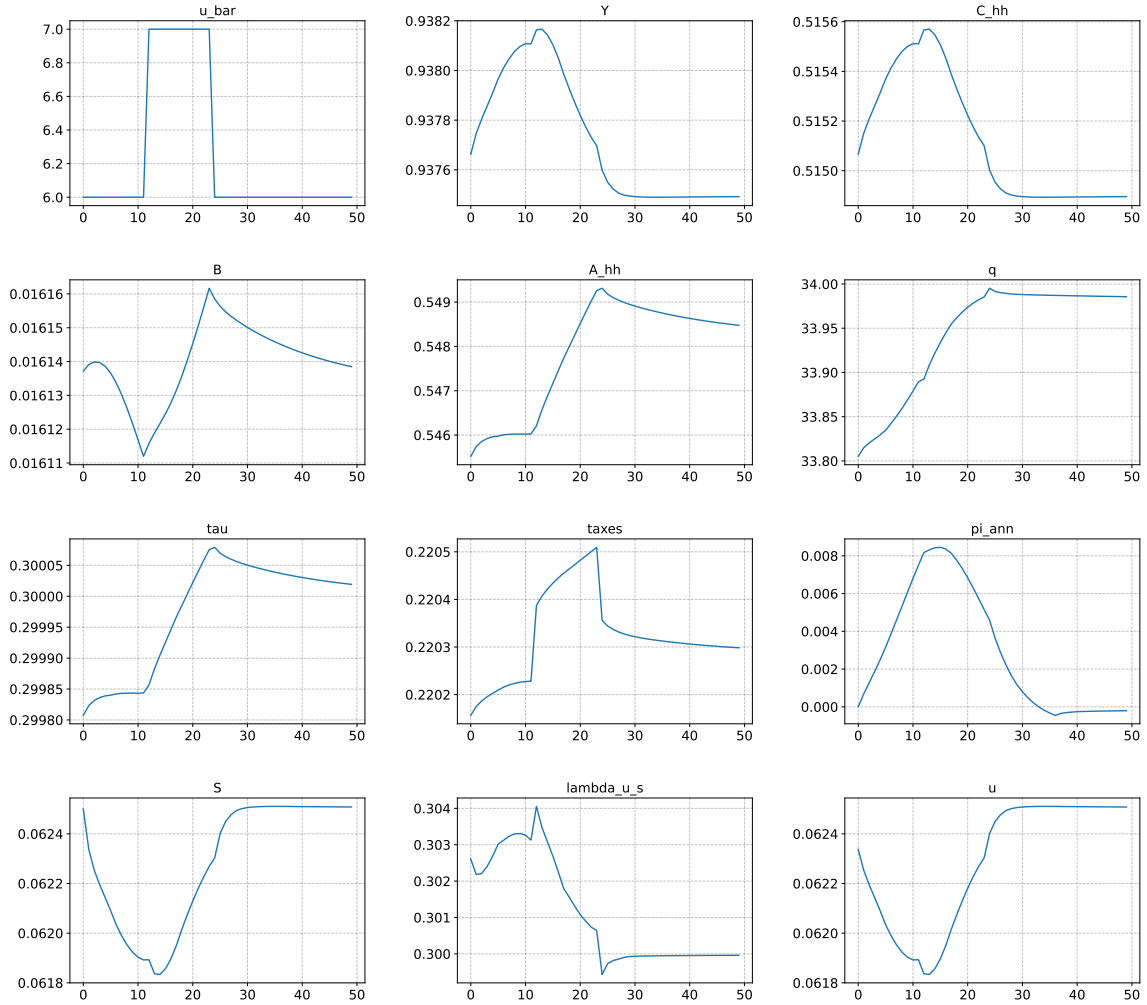 u_bar
7.0
6.8
6.6
6.4
6.2
6.0
0 10 20 30 40 50
Y
0.9382
0.9380
0.9378
0.9376
0 10 20 30 40 50
C_hh
0.5156
0.5154
0.5152
0.5150
0 10 20 30 40 50
B
0.01616
0.01615
0.01614
0.01613
0.01612
0.01611
0 10 20 30 40 50
A_hh
0.549
0.548
0.547
0.546
0 10 20 30 40 50
q
34.00
33.95
33.90
33.85
33.80
0 10 20 30 40 50
tau
0.30005
0.30000
0.29995
0.29990
0.29985
0.29980
0 10 20 30 40 50
taxes
0.2205
0.2204
0.2203
0.2202
0 10 20 30 40 50
pi_ann
0.008
0.006
0.004
0.002
0.000
0 10 20 30 40 50
S
0.0624
0.0622
0.0620
0.0618
0 10 20 30 40 50
lambda_u_s
0.304
0.303
0.302
0.301
0.300
0 10 20 30 40 50
u
0.0624
0.0622
0.0620
0.0618
0 10 20 30 40 50